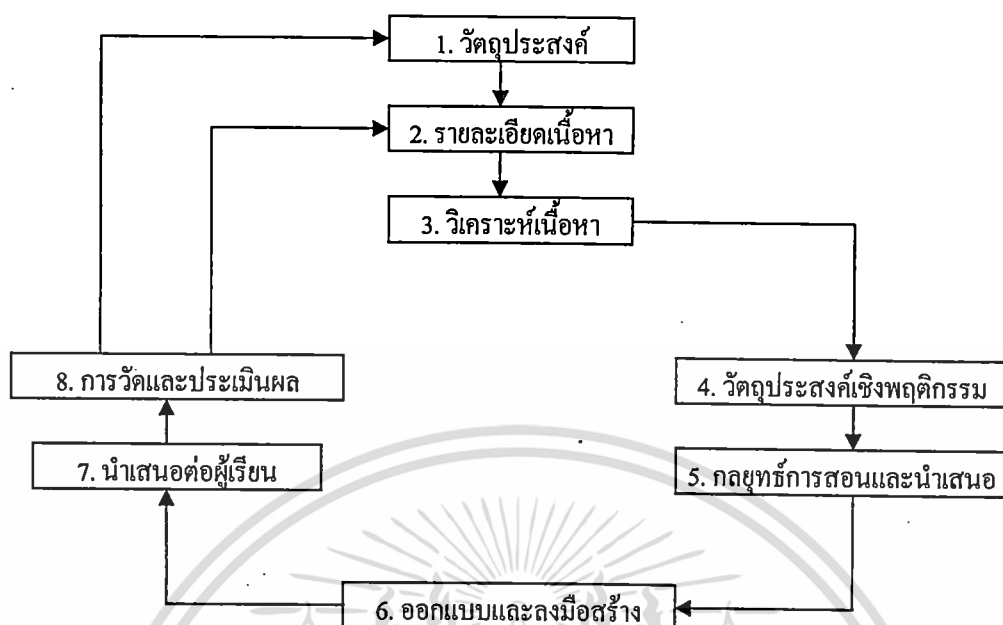 1. วัตถุประสงค์
2. รายละเอียดเนื้อหา
3. วิเคราะห์เนื้อหา
4. วัตถุประสงค์เชิงพฤติกรรม
5. กลยุทธ์การสอนและนำเสนอ
6. ออกแบบและลงมือสร้าง
7. นำเสนอต่อผู้เรียน
8. การวัดและประเมินผล